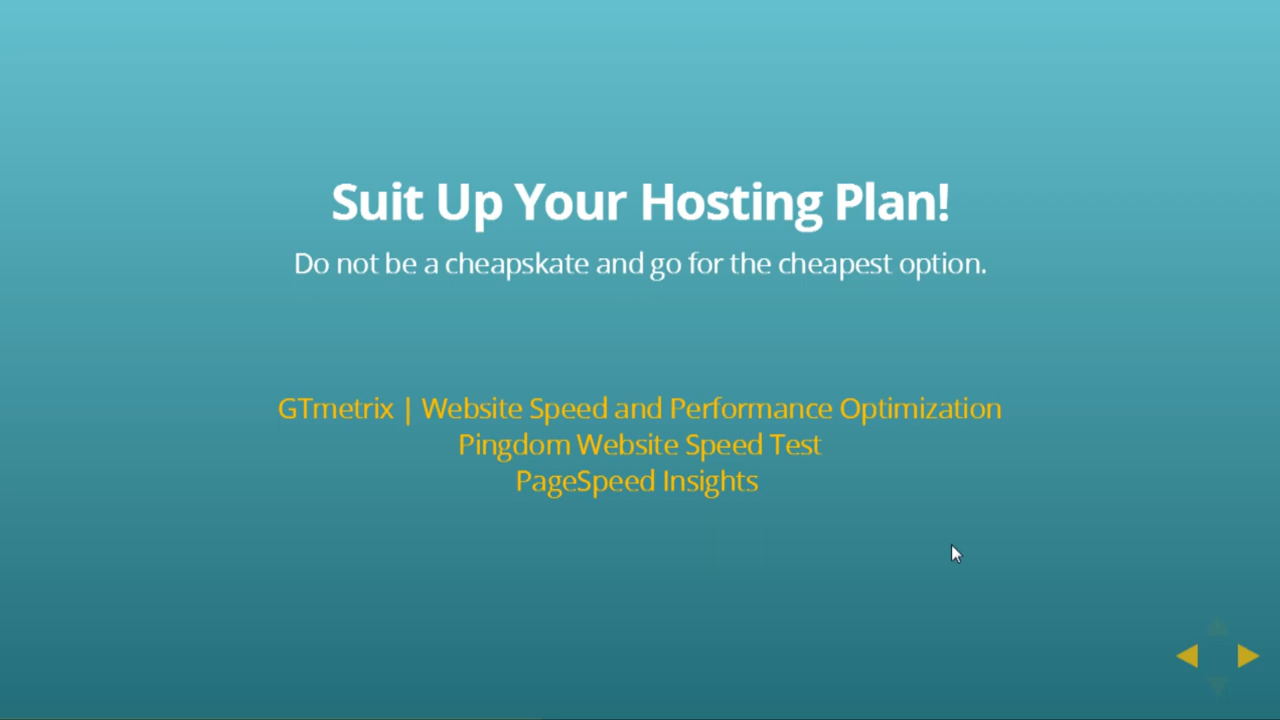 Suit Up Your Hosting Plan!
Do not be a cheapskate and go for the cheapest option.
GTmetrix | Website Speed and Performance Optimization
Pingdom Website Speed Test
PageSpeed Insights